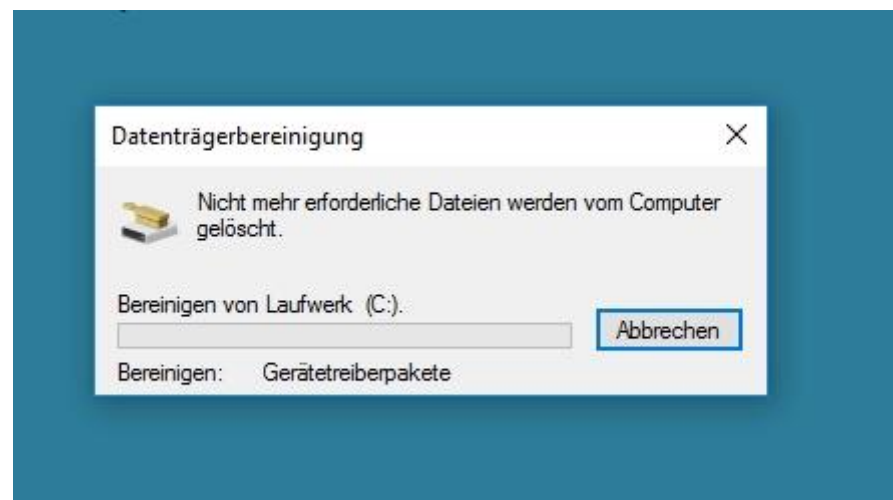 Datenträgerbereinigung
Nicht mehr erforderliche Dateien werden vom Computer
gelöscht.
Bereinigen von Laufwerk (C:).
Abbrechen
Bereinigen: Gerätetreiberpakete